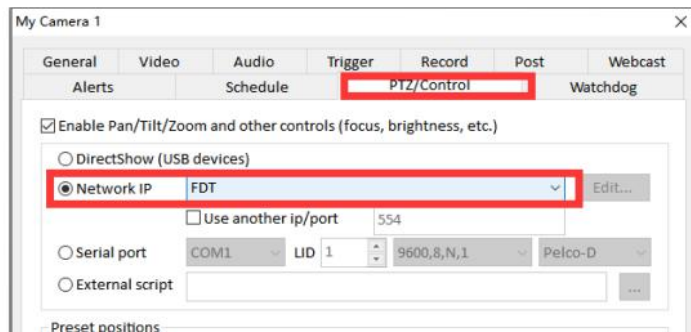 My Camera 1
General Video Audio Trigger Record Post Webcast
Alerts Schedule PTZ/Control Watchdog
Enable Pan/Tilt/Zoom and other controls (focus, brightness, etc.)
DirectShow (USB devices)
Network IP FDT Edit...
Use another ip/port 554
Serial port COM1 LID 1 9600,8,N,1 Pelco-D
External script ...
Preset positions